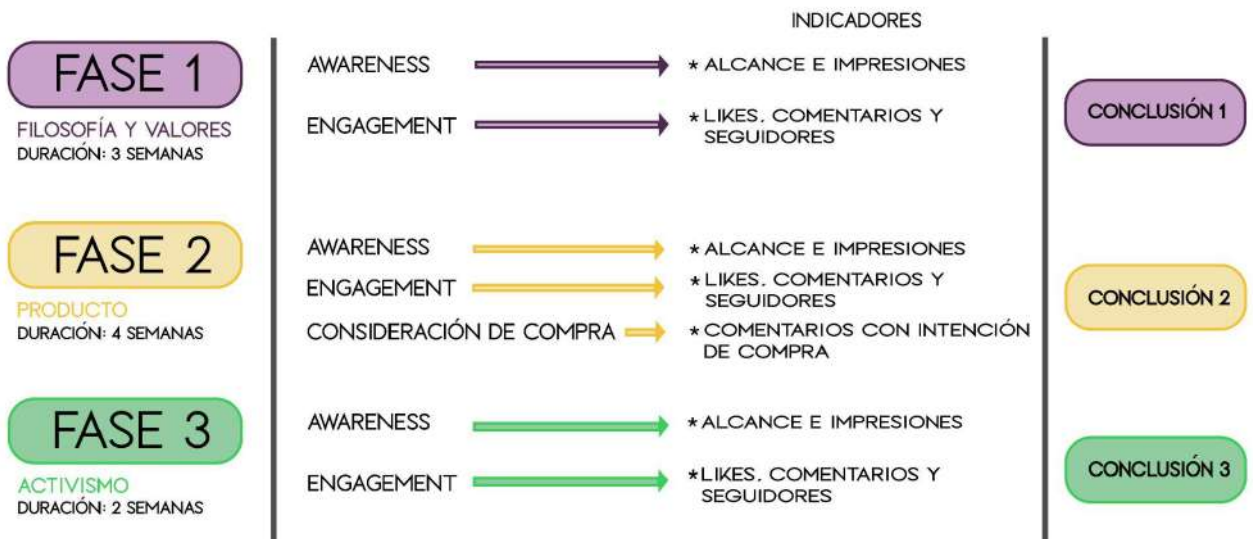 INDICADORES
FASE 1
FILOSOFÍA Y VALORES
DURACIÓN: 3 SEMANAS
AWARENESS
* ALCANCE E IMPRESIONES
ENGAGEMENT
* LIKES, COMENTARIOS Y
SEGUIDORES
CONCLUSIÓN 1
FASE 2
PRODUCTO
DURACIÓN: 4 SEMANAS
AWARENESS
* ALCANCE E IMPRESIONES
ENGAGEMENT
* LIKES, COMENTARIOS Y
SEGUIDORES
CONSIDERACIÓN DE COMPRA
* COMENTARIOS CON INTENCIÓN
DE COMPRA
CONCLUSIÓN 2
FASE 3
ACTIVISMO
DURACIÓN: 2 SEMANAS
AWARENESS
* ALCANCE E IMPRESIONES
ENGAGEMENT
*LIKES, COMENTARIOS Y
SEGUIDORES
CONCLUSIÓN 3